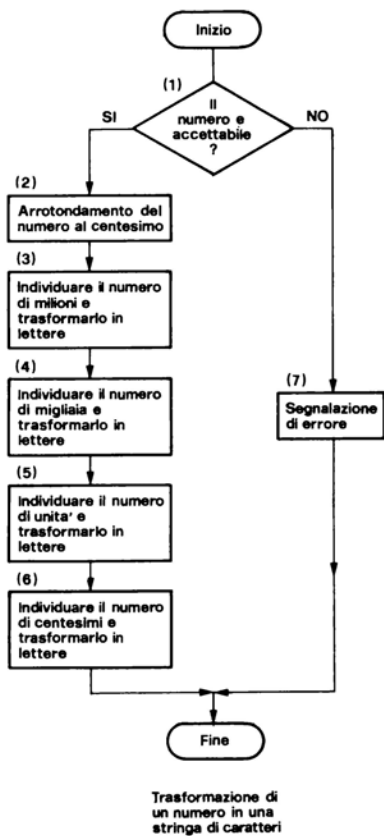 Inizio
(1)
Il
numero e
accettabile
?
SI
NO
(2)
Arrotondamento del
numero al centesimo
(3)
Individuare il numero
di milioni e
trasformarlo in
lettere
(4)
Individuare il numero
di migliaia e
trasformarlo in
lettere
(5)
Individuare il numero
di unita' e
trasformarlo in
lettere
(6)
Individuare il numero
di centesimi e
trasformarlo in
lettere
(7)
Segnalazione
di errore
Fine
Trasformazione di
un numero in una
stringa di caratteri